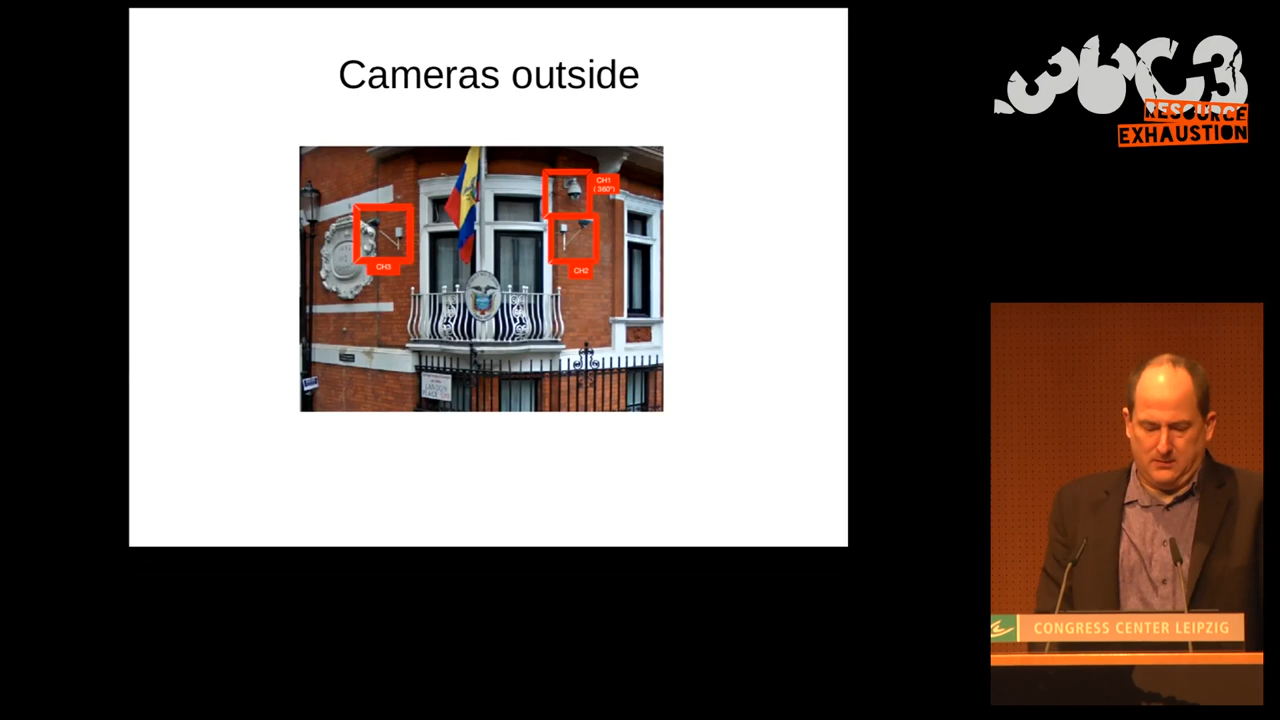 Cameras outside
CH1
(360°)
CH3
CH2
36C3
RESOURCE
EXHAUSTION
CONGRESS CENTER LEIPZIG